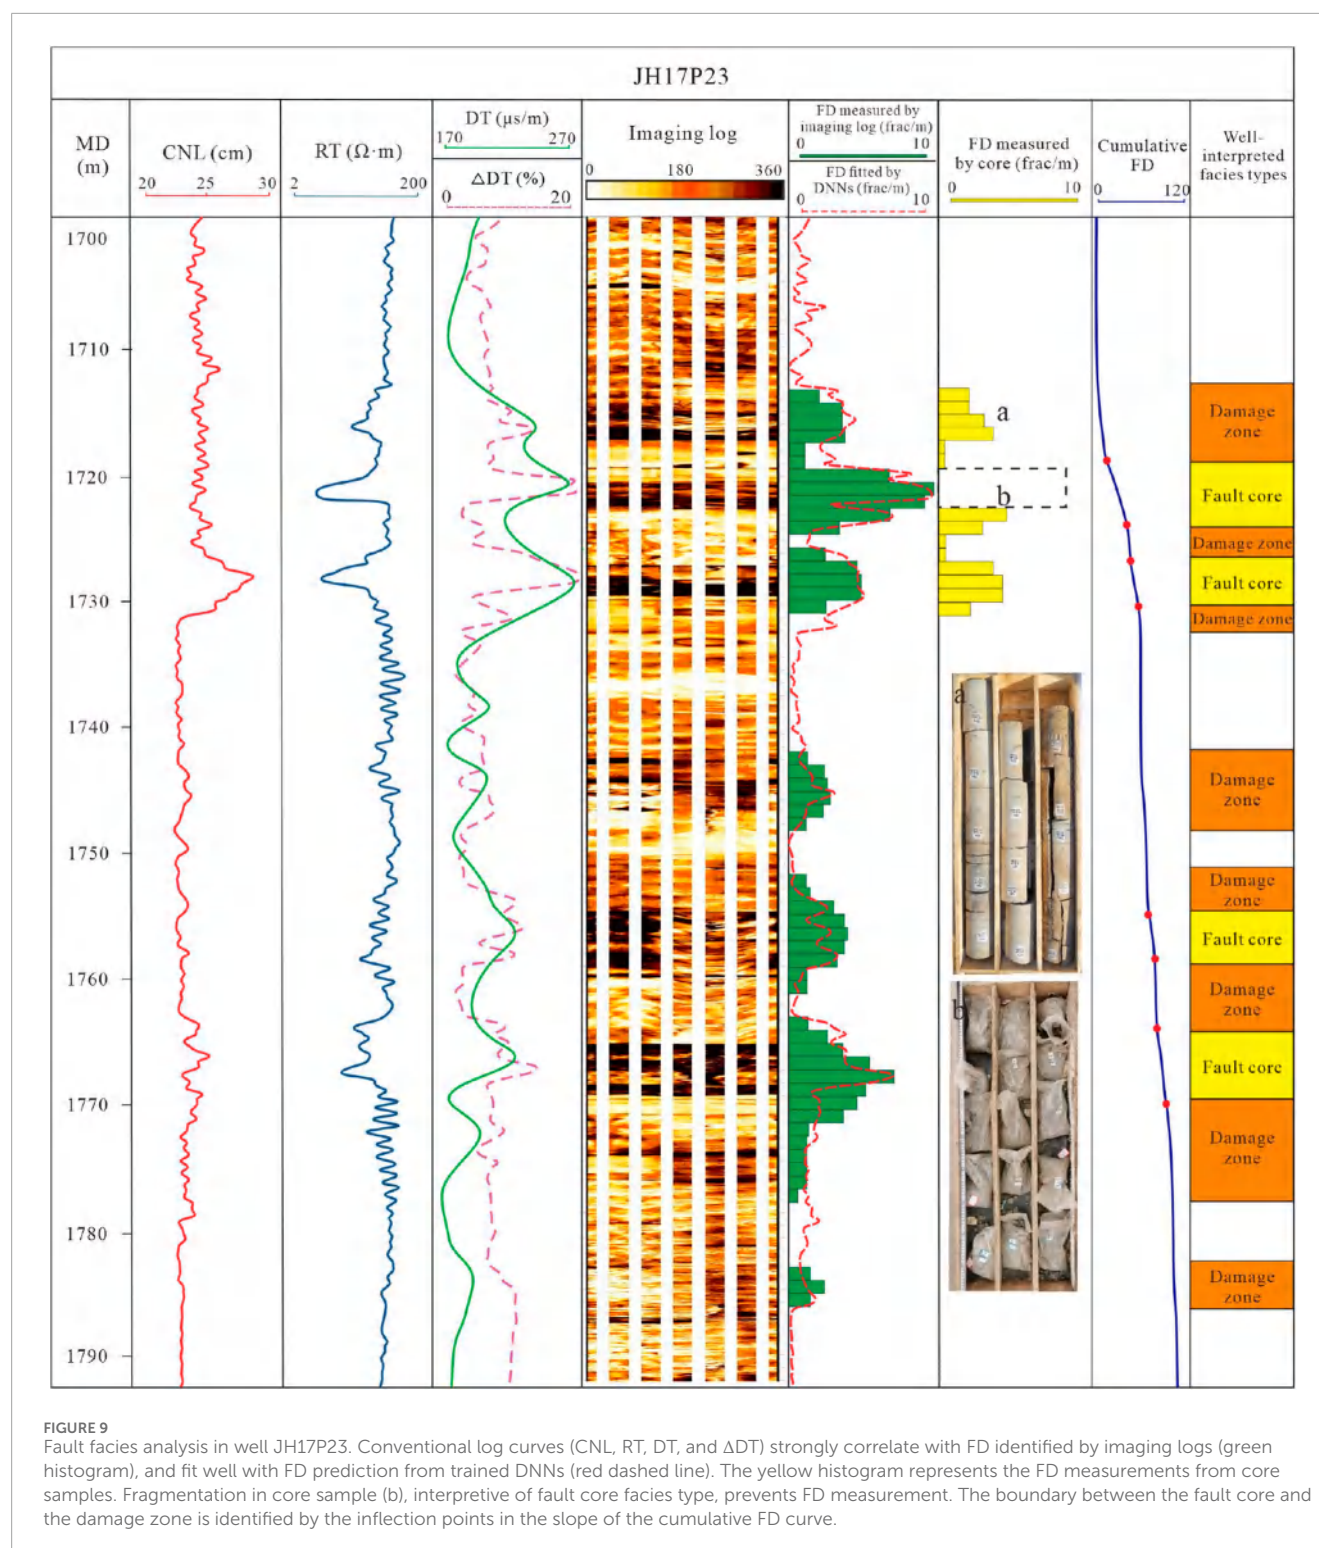 JH17P23
MD
(m)
CNL (cm)
20 25 30
RT (Ω·m)
2 200
DT (μs/m)
170 270
ΔDT (%)
0 20
Imaging log
0 180 360
FD measured by
imaging log (frac/m)
0 10
FD fitted by
DNNs (frac/m)
0 10
FD measured
by core (frac/m)
0 10
Cumulative
FD
0 120
Well-
interpreted
facies types
1700
1710
1720
1730
1740
1750
1760
1770
1780
1790
a
b
a
b
Damage
zone
Fault core
Damage zone
Fault core
Damage zone
Damage
zone
Damage
zone
Fault core
Damage
zone
Fault core
Damage
zone
Damage
zone
FIGURE 9
Fault facies analysis in well JH17P23. Conventional log curves (CNL, RT, DT, and ΔDT) strongly correlate with FD identified by imaging logs (green
histogram), and fit well with FD prediction from trained DNNs (red dashed line). The yellow histogram represents the FD measurements from core
samples. Fragmentation in core sample (b), interpretive of fault core facies type, prevents FD measurement. The boundary between the fault core and
the damage zone is identified by the inflection points in the slope of the cumulative FD curve.